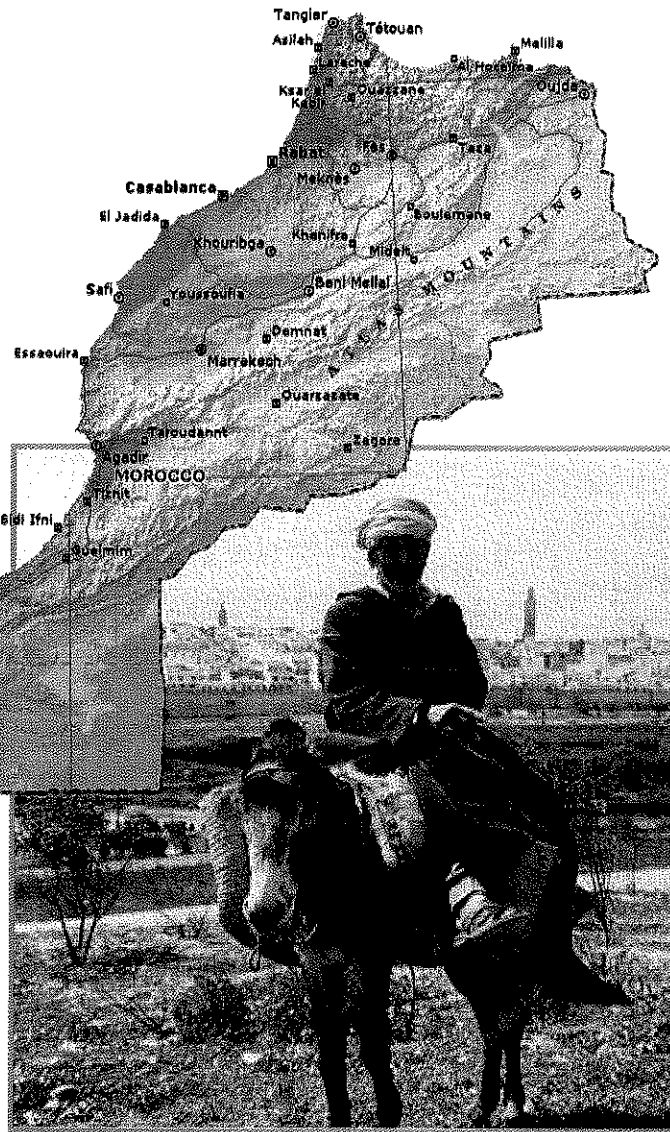 Tangier
Tétouan
Asilah
Melilla
Larache
Al Hoceima
Ksar el
Kebir
Ouazzane
Oujda
Rabat
Fès
Taza
Meknès
Casablanca
El Jadida
Boulemane
Khouribga
Khenifra
Midelt
Safi
Youssoufia
Beni Mellal
ATLAS MOUNTAINS
Demnat
Essaouira
Marrakech
Ouarzazate
Taroudannt
Zagora
Agadir
MOROCCO
Tiznit
Sidi Ifni
Guelmim